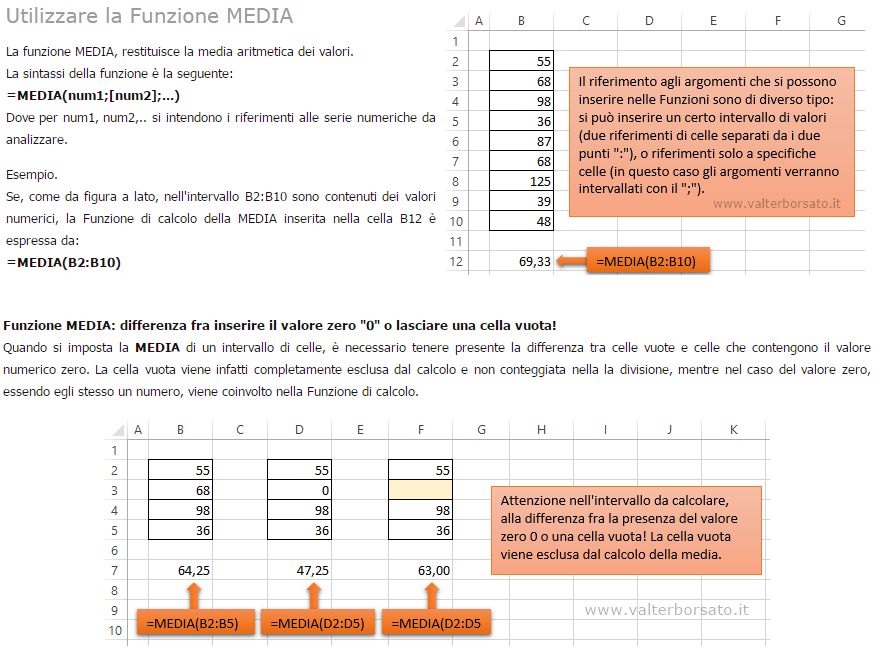 Utilizzare la Funzione MEDIA
La funzione MEDIA, restituisce la media aritmetica dei valori.
La sintassi della funzione è la seguente:
=MEDIA(num1;[num2];...)
Dove per num1, num2,.. si intendono i riferimenti alle serie numeriche da
analizzare.
Esempio.
Se, come da figura a lato, nell'intervallo B2:B10 sono contenuti dei valori
numerici, la Funzione di calcolo della MEDIA inserita nella cella B12 è
espressa da:
=MEDIA(B2:B10)
A B C D E F G
1
2 55
3 68
4 98
5 36
6 87
7 68
8 125
9 39
10 48
11
12 69,33 =MEDIA(B2:B10)
Il riferimento agli argomenti che si possono
inserire nelle Funzioni sono di diverso tipo:
si può inserire un certo intervallo di valori
(due riferimenti di celle separati da i due
punti ":"), o riferimenti solo a specifiche
celle (in questo caso gli argomenti verranno
intervallati con il ";").
www.valterborsato.it
Funzione MEDIA: differenza fra inserire il valore zero "0" o lasciare una cella vuota!
Quando si imposta la MEDIA di un intervallo di celle, è necessario tenere presente la differenza tra celle vuote e celle che contengono il valore
numerico zero. La cella vuota viene infatti completamente esclusa dal calcolo e non conteggiata nella la divisione, mentre nel caso del valore zero,
essendo egli stesso un numero, viene coinvolto nella Funzione di calcolo.
A B C D E F G H I J K
1
2 55 55 55
3 68 0
4 98 98 98
5 36 36 36
6
7 64,25 47,25 63,00
8
9
10
=MEDIA(B2:B5) =MEDIA(D2:D5) =MEDIA(D2:D5
Attenzione nell'intervallo da calcolare,
alla differenza fra la presenza del valore
zero 0 o una cella vuota! La cella vuota
viene esclusa dal calcolo della media.
www.valterborsato.it